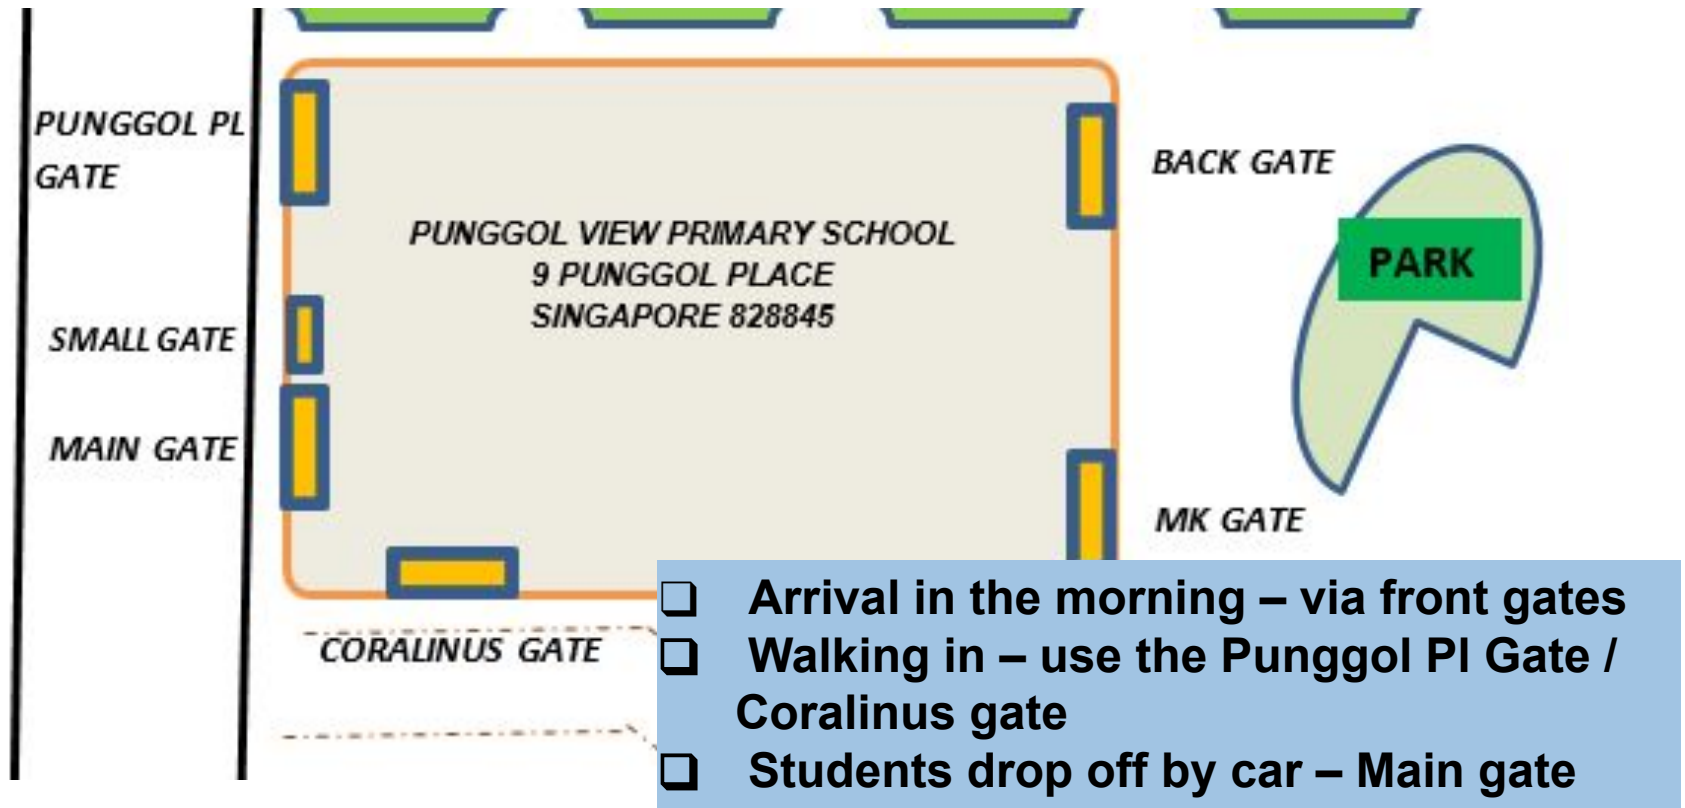 PUNGGOL PL
GATE
BACK GATE
PUNGGOL VIEW PRIMARY SCHOOL
9 PUNGGOL PLACE
SINGAPORE 828845
PARK
SMALL GATE
MAIN GATE
MK GATE
CORALINUS GATE
❑ Arrival in the morning – via front gates
❑ Walking in – use the Punggol Pl Gate /
Coralinus gate
❑ Students drop off by car – Main gate